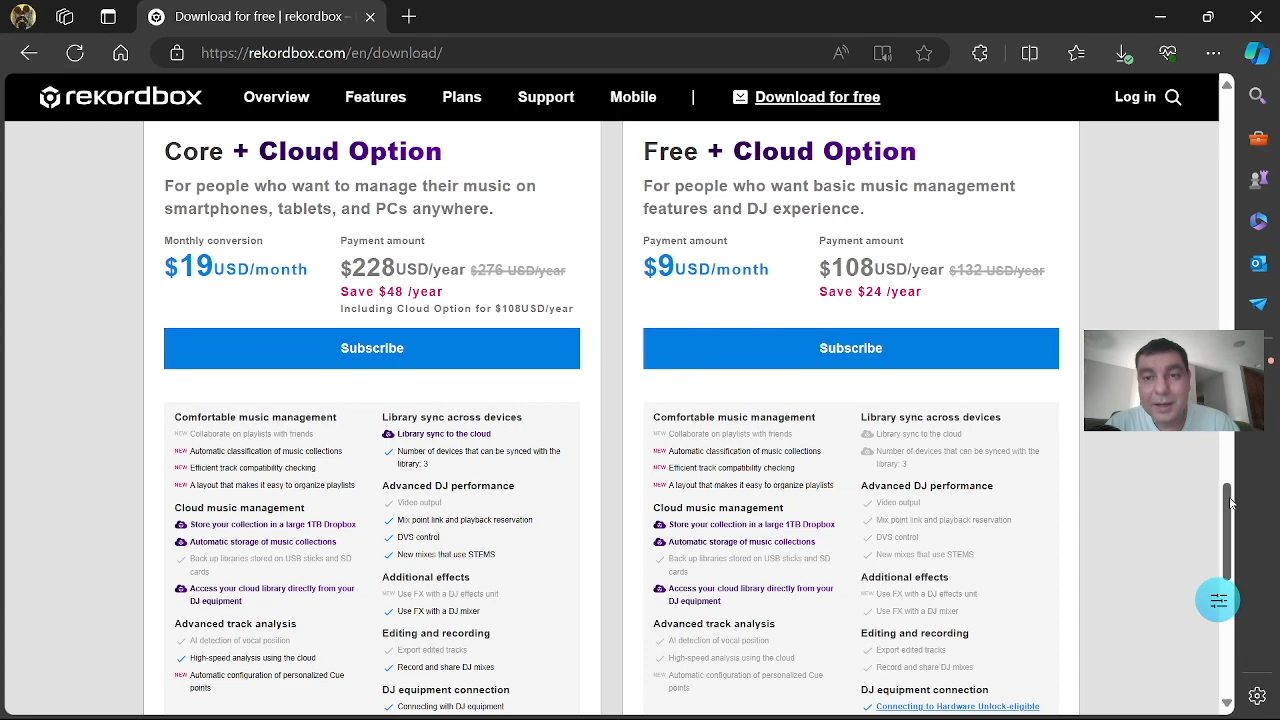 download for free | rekordbox
https://rekordbox.com/en/download/
rekordbox
Overview
Features
Plans
Support
Mobile
|
Download for free
Log in
Core + Cloud Option
For people who want to manage their music on
smartphones, tablets, and PCs anywhere.
Monthly conversion
$19USD/month
Payment amount
$228USD/year $276 USD/year
Save $48 /year
Including Cloud Option for $108USD/year
Subscribe
Comfortable music management
NEW Collaborate on playlists with friends
NEW Automatic classification of music collections
NEW Efficient track compatibility checking
NEW A layout that makes it easy to organize playlists
Cloud music management
Store your collection in a large 1TB Dropbox
Automatic storage of music collections
Back up libraries stored on USB sticks and SD
cards
Access your cloud library directly from your
DJ equipment
Advanced track analysis
AI detection of vocal position
High-speed analysis using the cloud
NEW Automatic configuration of personalized Cue
points
Library sync across devices
Library sync to the cloud
Number of devices that can be synced with the
library: 3
Advanced DJ performance
Video output
Mix point link and playback reservation
DVS control
New mixes that use STEMS
Additional effects
NEW Use FX with a DJ effects unit
Use FX with a DJ mixer
Editing and recording
Export edited tracks
Record and share DJ mixes
DJ equipment connection
Connecting with DJ equipment
Free + Cloud Option
For people who want basic music management
features and DJ experience.
Payment amount
$9USD/month
Payment amount
$108USD/year $132 USD/year
Save $24 /year
Subscribe
Comfortable music management
NEW Collaborate on playlists with friends
NEW Automatic classification of music collections
NEW Efficient track compatibility checking
NEW A layout that makes it easy to organize playlists
Cloud music management
Store your collection in a large 1TB Dropbox
Automatic storage of music collections
Back up libraries stored on USB sticks and SD
cards
Access your cloud library directly from your
DJ equipment
Advanced track analysis
AI detection of vocal position
High-speed analysis using the cloud
NEW Automatic configuration of personalized Cue
points
Library sync across devices
Library sync to the cloud
Number of devices that can be synced with the
library: 3
Advanced DJ performance
Video output
Mix point link and playback reservation
DVS control
New mixes that use STEMS
Additional effects
NEW Use FX with a DJ effects unit
Use FX with a DJ mixer
Editing and recording
Export edited tracks
Record and share DJ mixes
DJ equipment connection
Connecting to Hardware Unlock-eligible